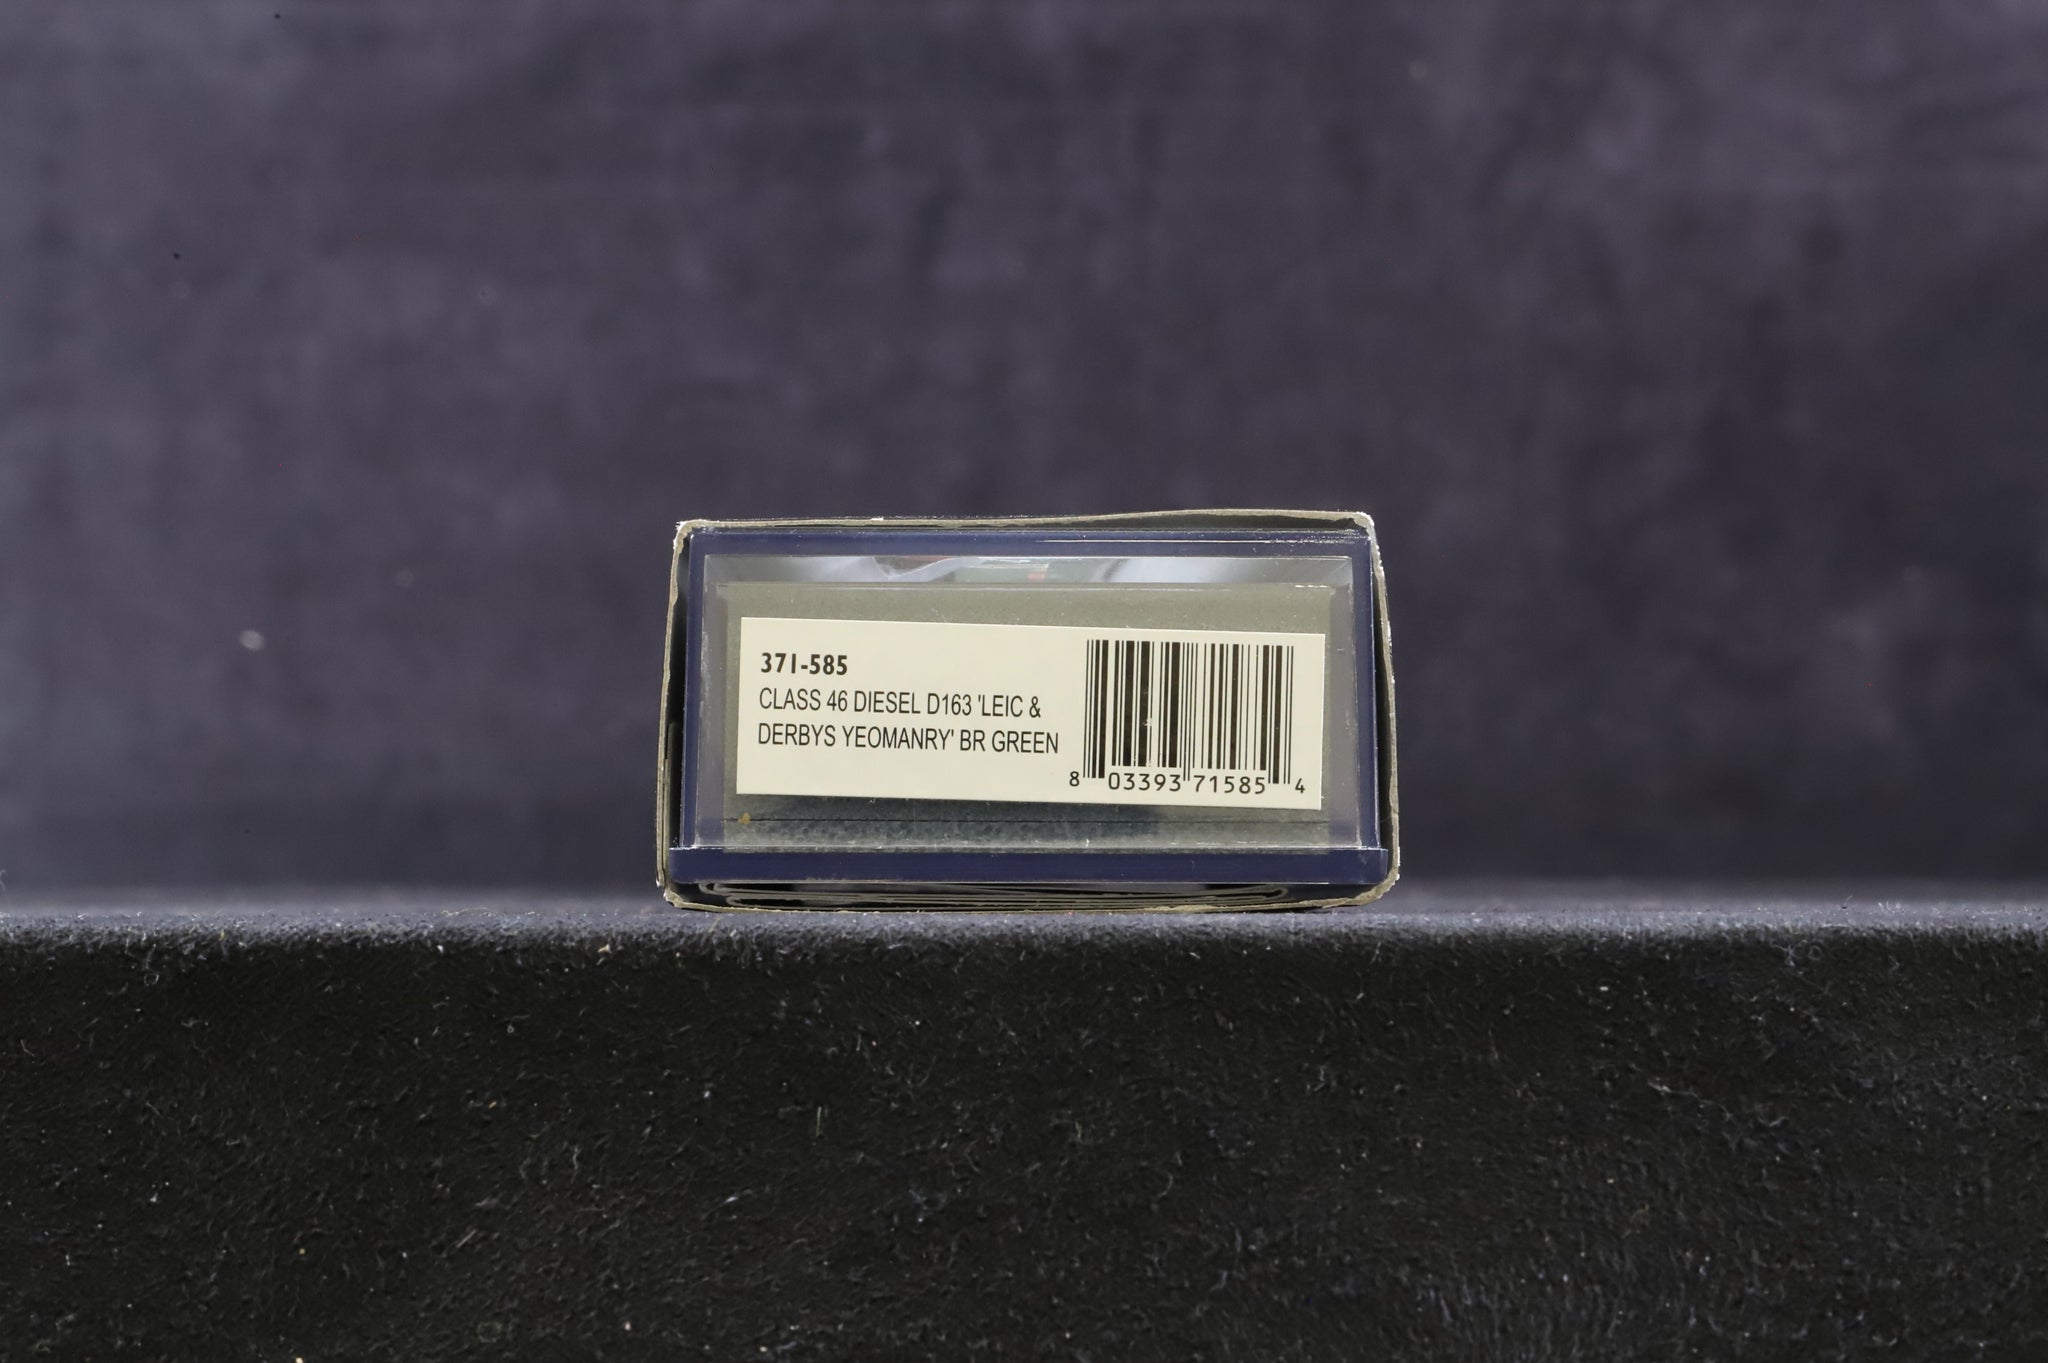 371-585
CLASS 46 DIESEL D163 'LEIC &
DERBYS YEOMANRY' BR GREEN
8 03393 71585 4